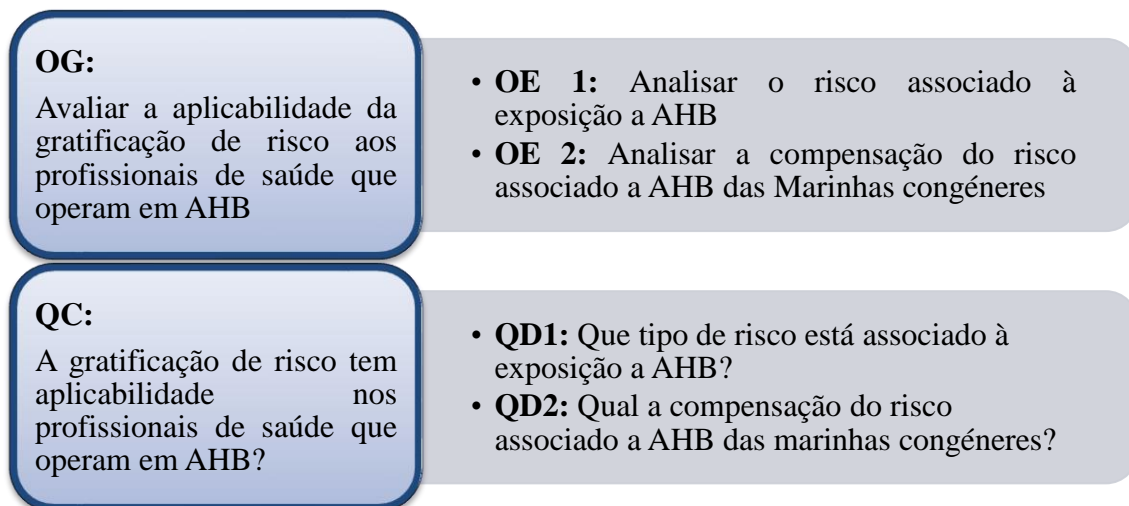 OG:
Avaliar a aplicabilidade da
gratificação de risco aos
profissionais de saúde que
operam em AHB
• OE 1: Analisar o risco associado à
exposição a AHB
• OE 2: Analisar a compensação do risco
associado a AHB das Marinhas congéneres
QC:
A gratificação de risco tem
aplicabilidade nos
profissionais de saúde que
operam em AHB?
• QD1: Que tipo de risco está associado à
exposição a AHB?
• QD2: Qual a compensação do risco
associado a AHB das marinhas congéneres?